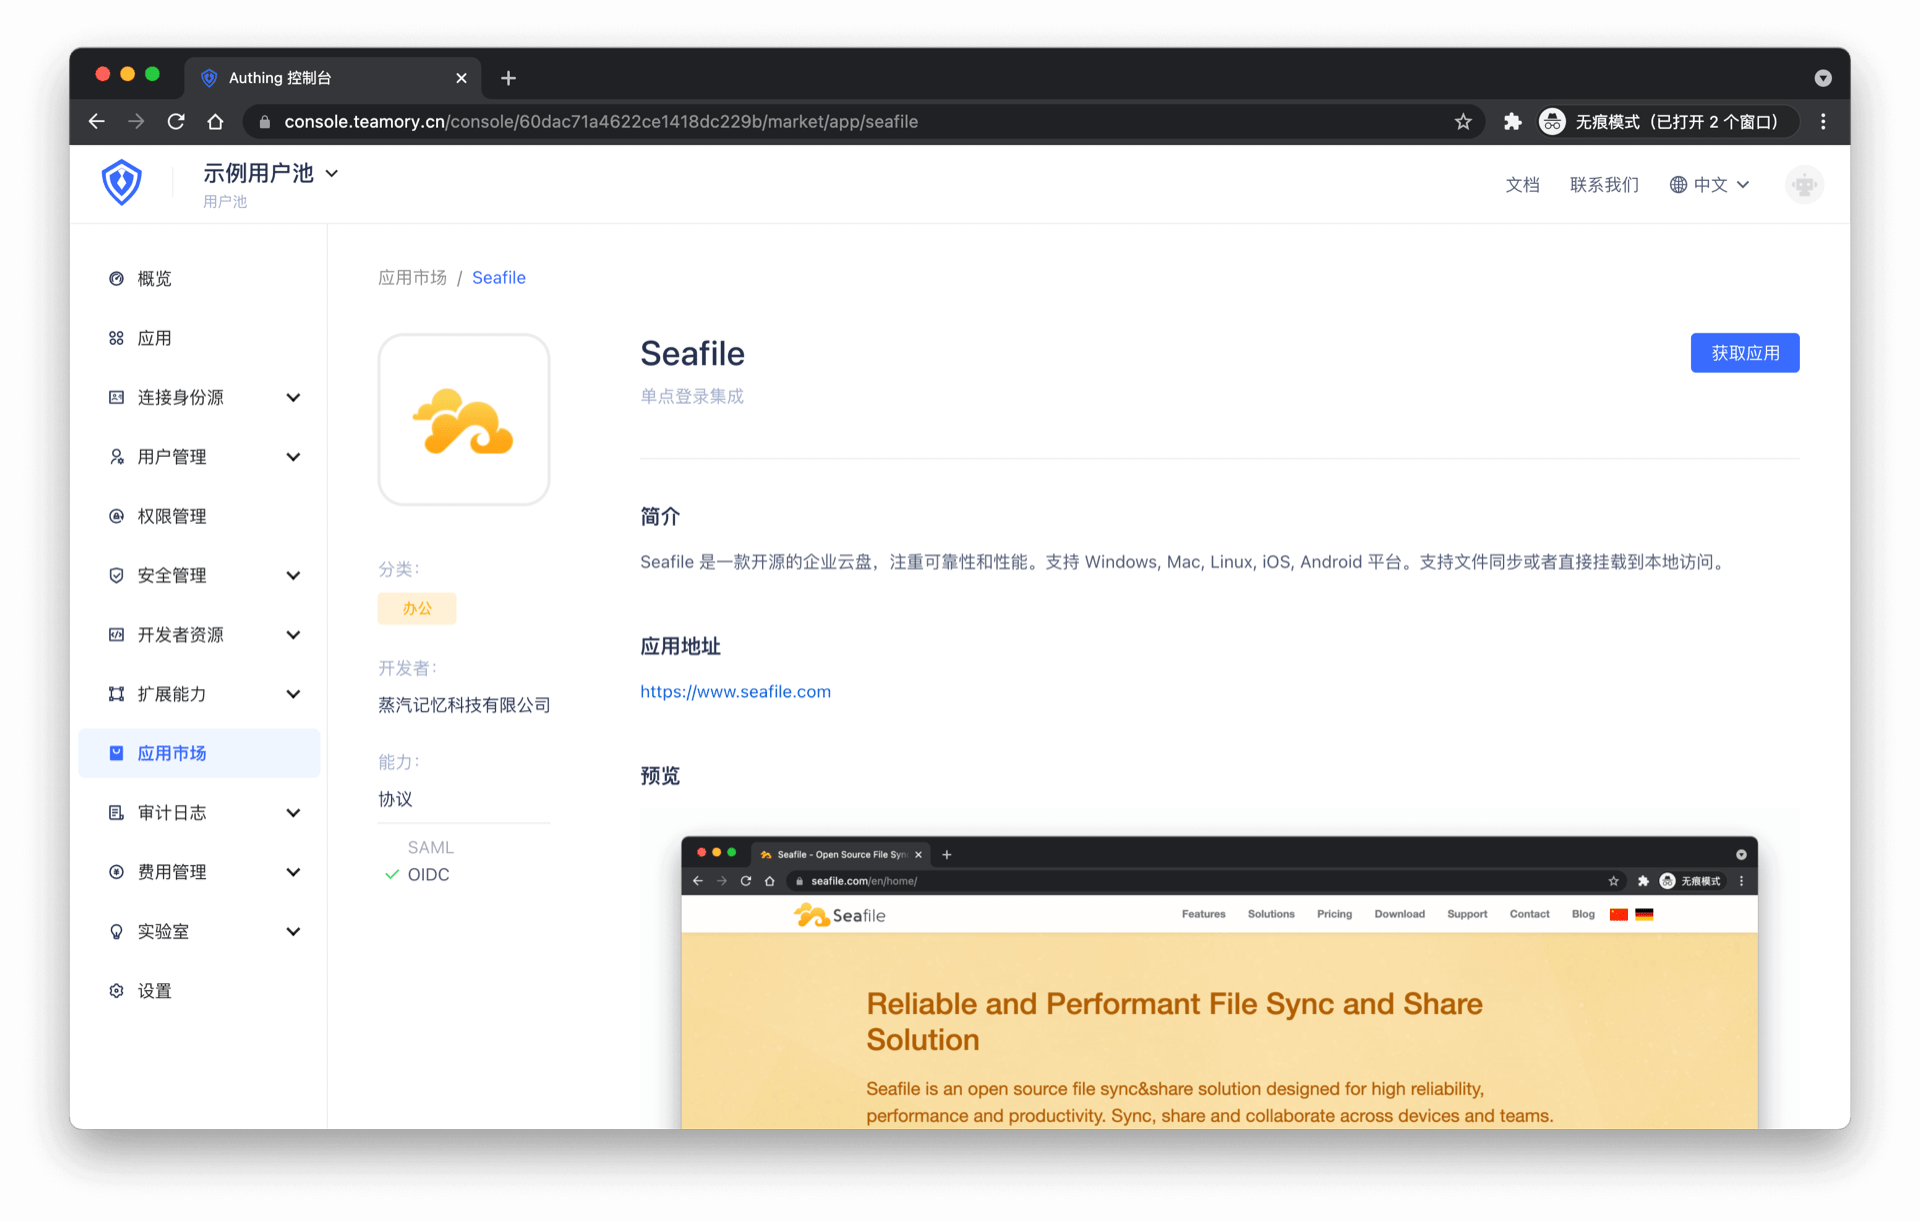 Authing 控制台
console.teamory.cn/console/60dac71a4622ce1418dc229b/market/app/seafile
无痕模式（已打开 2 个窗口）
示例用户池
用户池
文档
联系我们
中文
概览
应用
连接身份源
用户管理
权限管理
安全管理
开发者资源
扩展能力
应用市场
审计日志
费用管理
实验室
设置
应用市场 / Seafile
分类：
办公
开发者：
蒸汽记忆科技有限公司
能力：
协议
SAML
OIDC
Seafile
单点登录集成
获取应用
简介
Seafile 是一款开源的企业云盘，注重可靠性和性能。支持 Windows, Mac, Linux, iOS, Android 平台。支持文件同步或者直接挂载到本地访问。
应用地址
https://www.seafile.com
预览
Seafile - Open Source File Syn
seafile.com/en/home/
无痕模式
Seafile
Features Solutions Pricing Download Support Contact Blog
Reliable and Performant File Sync and Share
Solution
Seafile is an open source file sync&share solution designed for high reliability,
performance and productivity. Sync, share and collaborate across devices and teams.